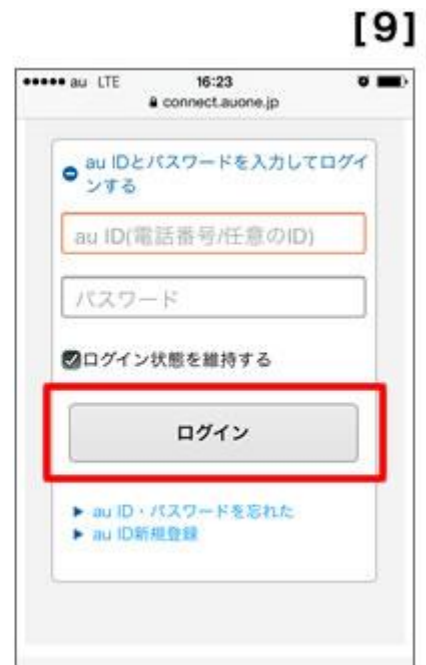 [9]
au LTE 16:23
connect.auone.jp
au IDとパスワードを入力してログイ
ンする
au ID(電話番号/任意のID)
パスワード
ログイン状態を維持する
ログイン
au ID・パスワードを忘れた
au ID新規登録